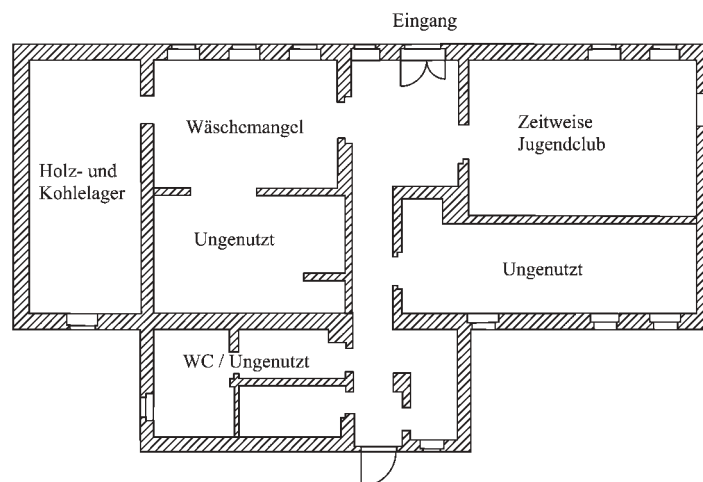 Eingang
Wäschemangel
Zeitweise
Jugendclub
Holz- und
Kohlelager
Ungenutzt
Ungenutzt
WC / Ungenutzt